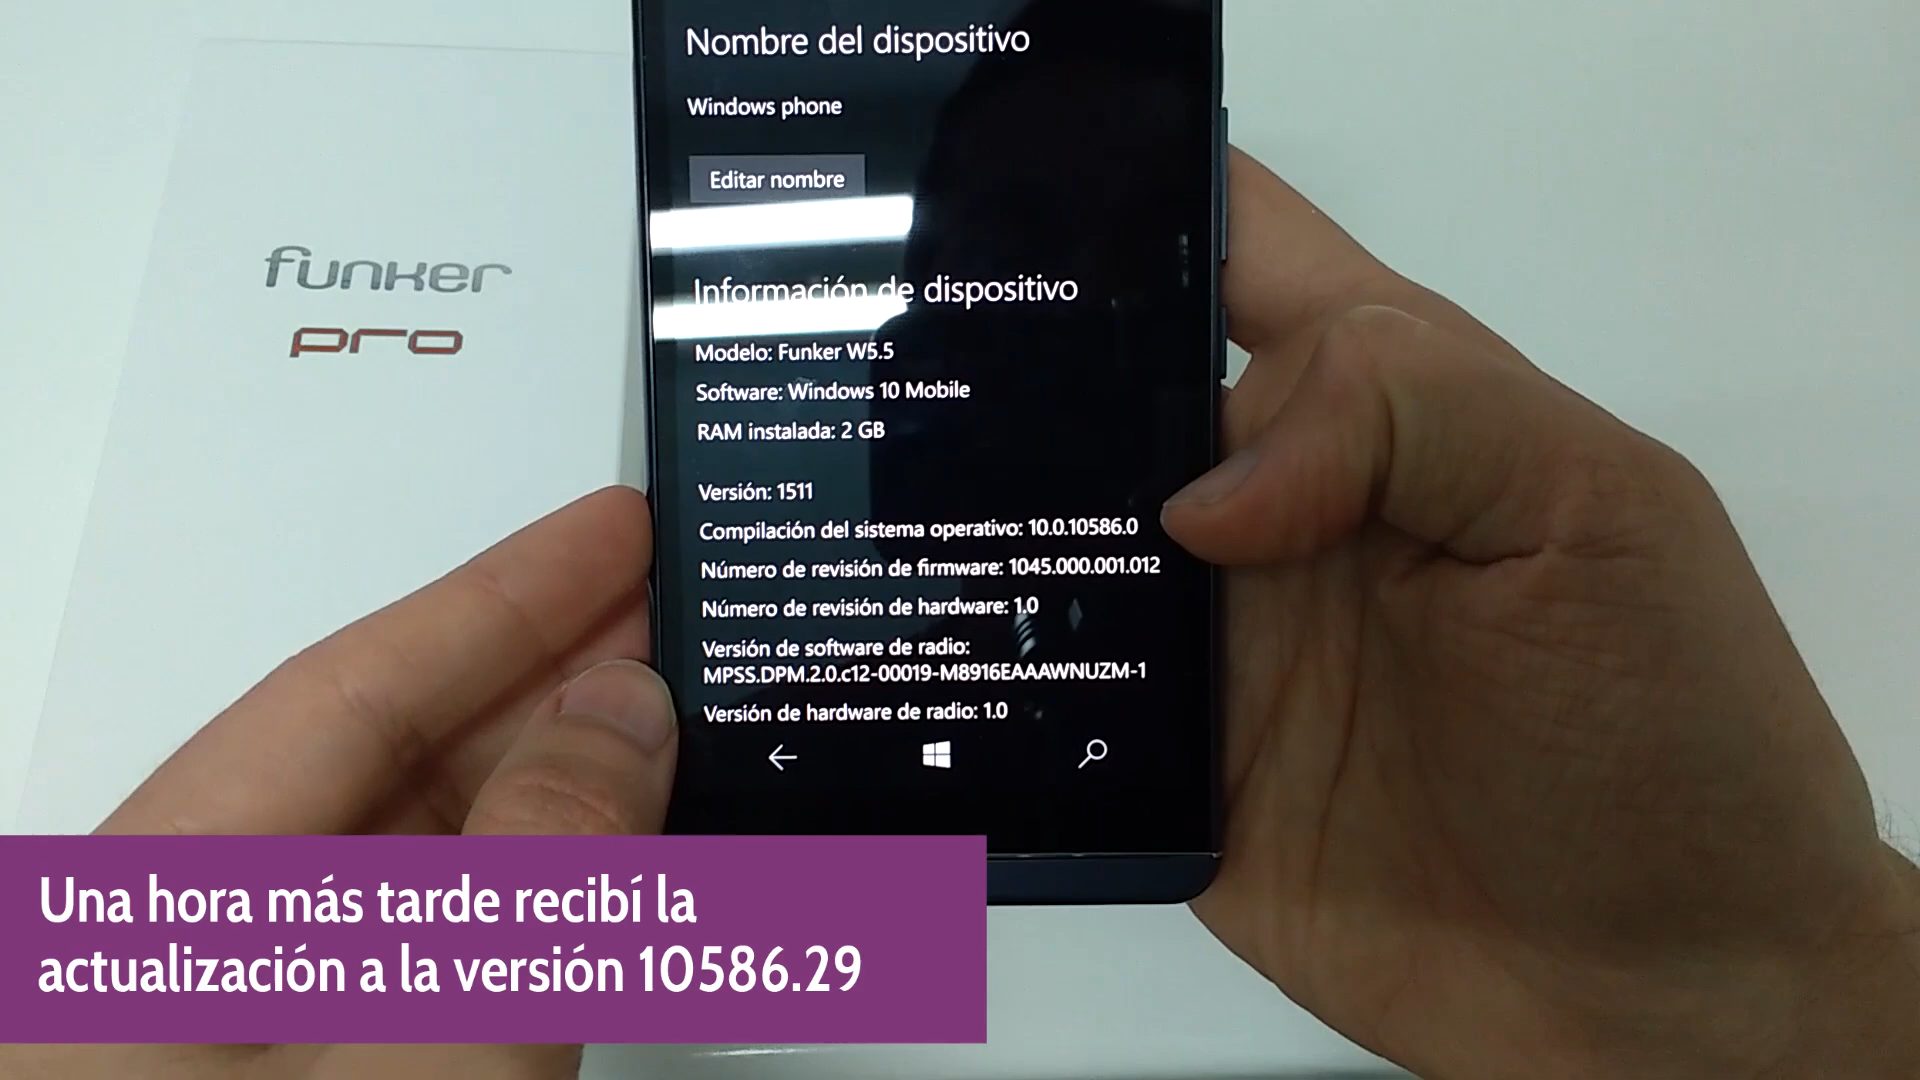 Nombre del dispositivo
Windows phone
Editar nombre
funker
pro
Información de dispositivo
Modelo: Funker W5.5
Software: Windows 10 Mobile
RAM instalada: 2 GB
Versión: 1511
Compilación del sistema operativo: 10.0.10586.0
Número de revisión de firmware: 1045.000.001.012
Número de revisión de hardware: 1.0
Versión de software de radio:
MPSS.DPM.2.0.c12-00019-M8916EAAAWNUZM-1
Versión de hardware de radio: 1.0
Una hora más tarde recibí la
actualización a la versión 10586.29